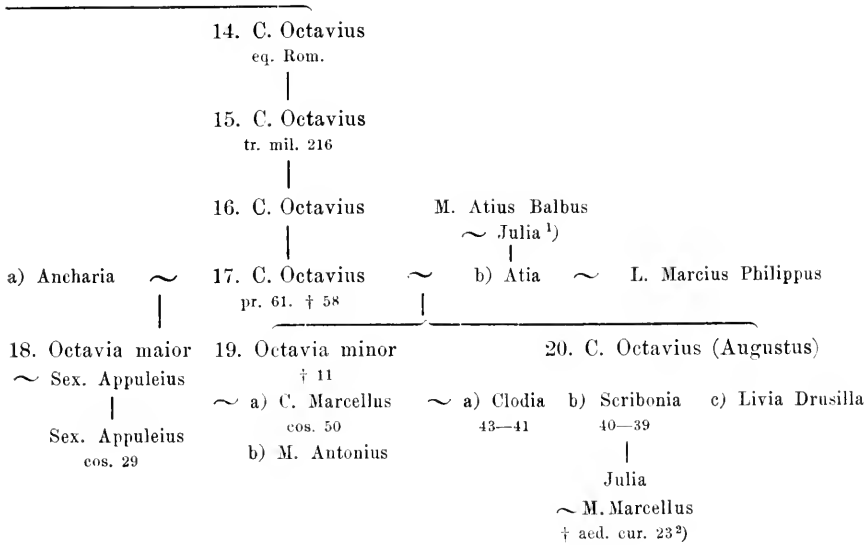 14. C. Octavius
eq. Rom.
15. C. Octavius
tr. mil. 216
16. C. Octavius M. Atius Balbus
~ Julia ¹)
a) Ancharia ~ 17. C. Octavius ~ b) Atia ~ L. Marcius Philippus
pr. 61. † 58
18. Octavia maior 19. Octavia minor 20. C. Octavius (Augustus)
~ Sex. Appuleius † 11
~ a) C. Marcellus ~ a) Clodia b) Scribonia c) Livia Drusilla
Sex. Appuleius cos. 50 43—41 40—39
cos. 29 b) M. Antonius
Julia
~ M. Marcellus
† aed. cur. 23²)